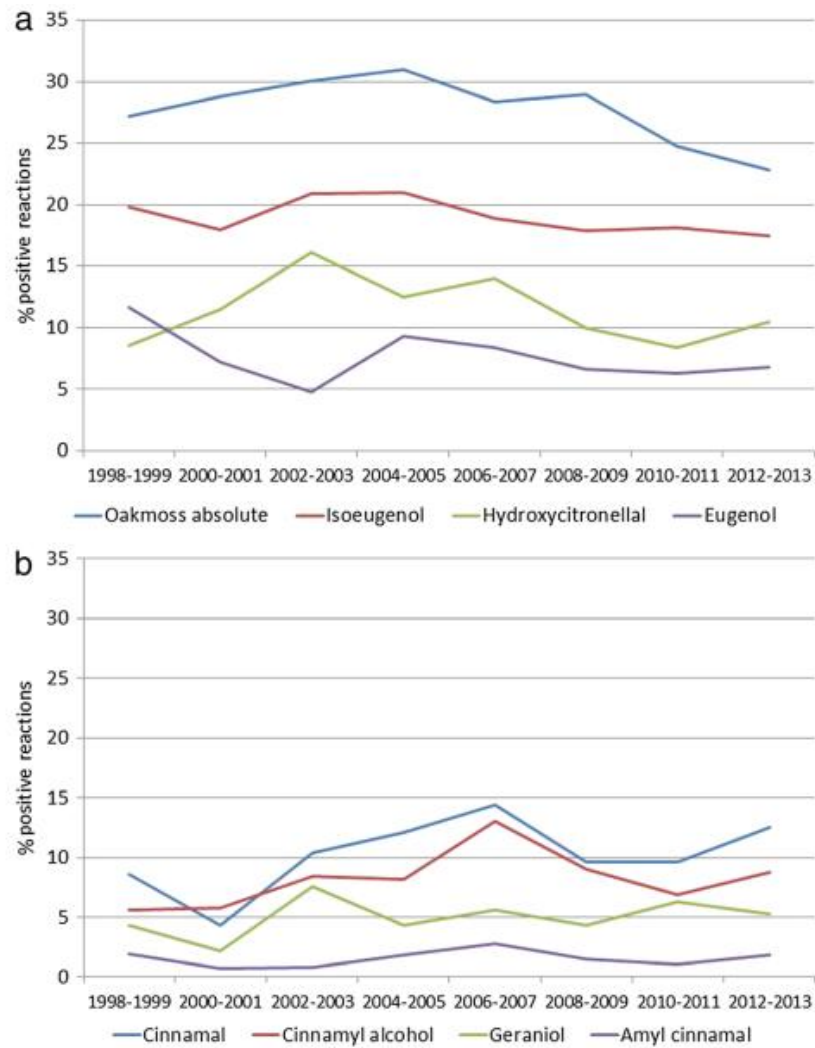 a
35
30
25
20
15
10
5
0
%positive reactions
1998-1999 2000-2001 2002-2003 2004-2005 2006-2007 2008-2009 2010-2011 2012-2013
Oakmoss absolute Isoeugenol Hydroxycitronellal Eugenol
b
35
30
25
20
15
10
5
0
%positive reactions
1998-1999 2000-2001 2002-2003 2004-2005 2006-2007 2008-2009 2010-2011 2012-2013
Cinnamal Cinnamyl alcohol Geraniol Amyl cinnamal